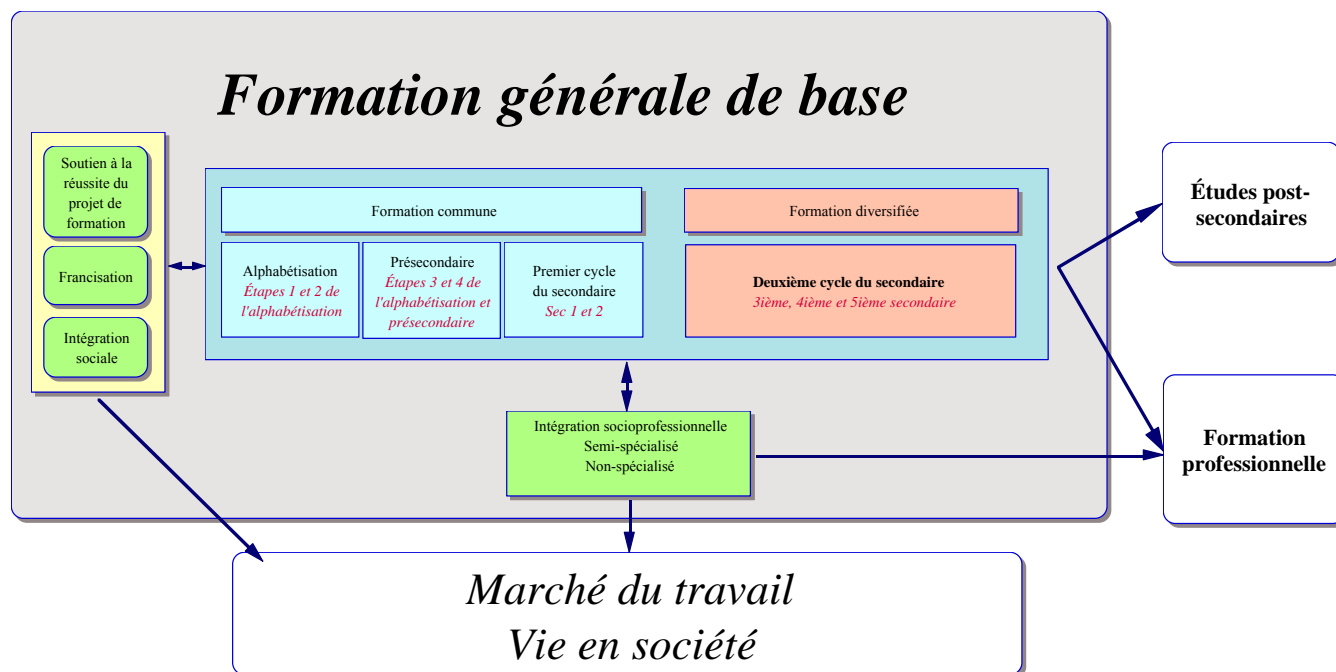 Formation générale de base
Soutien à la
réussite du
projet de
formation
Francisation
Intégration
sociale
Formation commune
Formation diversifiée
Alphabétisation
Étapes 1 et 2 de
l'alphabétisation
Présecondaire
Étapes 3 et 4 de
l'alphabétisation et
présecondaire
Premier cycle
du secondaire
Sec 1 et 2
Deuxième cycle du secondaire
3ième, 4ième et 5ième secondaire
Intégration socioprofessionnelle
Semi-spécialisé
Non-spécialisé
Études post-
secondaires
Formation
professionnelle
Marché du travail
Vie en société